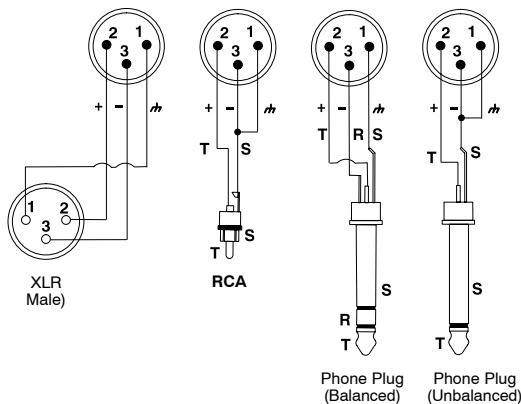 2 1
3
+ −
1 2
3
XLR
Male)
2 1
3
+ −
T S
S
T
RCA
2 1
3
+ −
T R S
S
R
T
Phone Plug
(Balanced)
2 1
3
+ −
T S
S
T
Phone Plug
(Unbalanced)